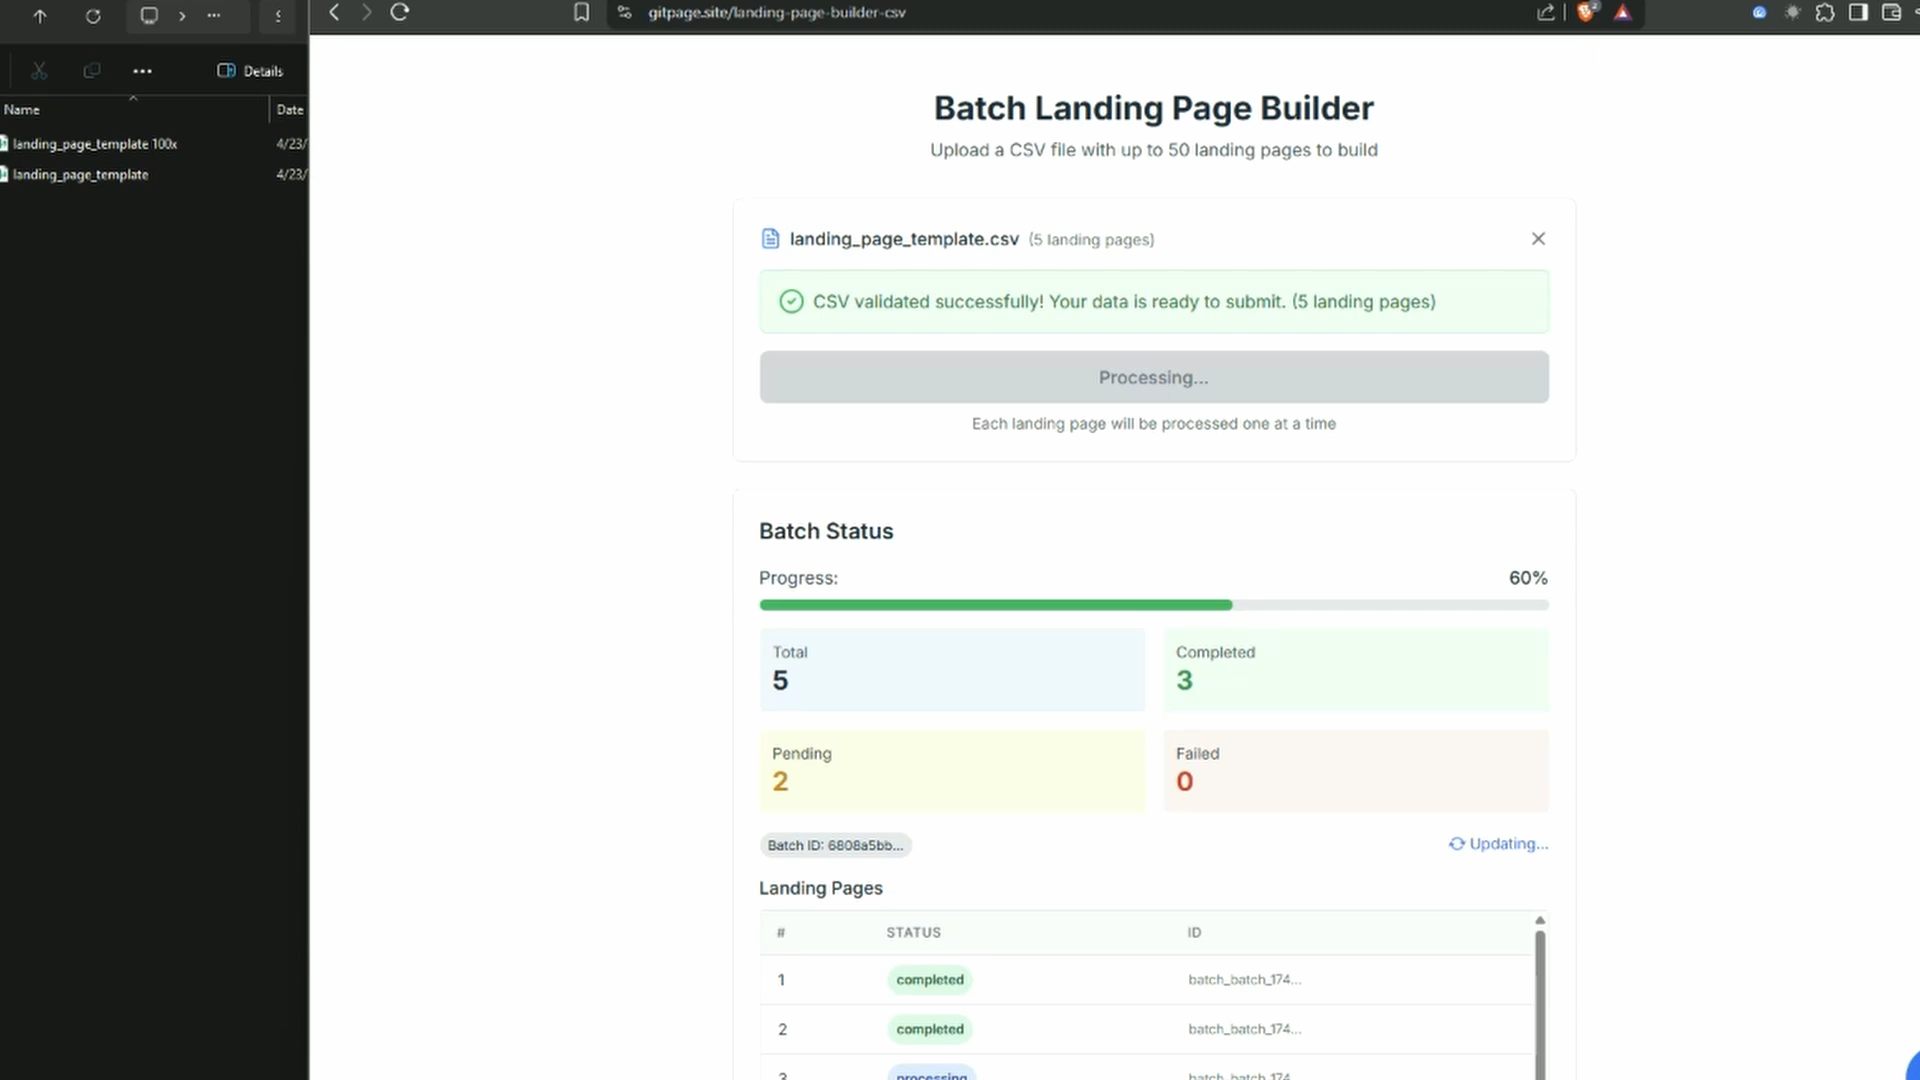 gitpage.site/landing-page-builder-csv
Details
Name
Date
landing_page_template 100x
4/23/
landing_page_template
4/23/
Batch Landing Page Builder
Upload a CSV file with up to 50 landing pages to build
landing_page_template.csv (5 landing pages)
CSV validated successfully! Your data is ready to submit. (5 landing pages)
Processing...
Each landing page will be processed one at a time
Batch Status
Progress:
60%
Total
5
Completed
3
Pending
2
Failed
0
Batch ID: 6808a5bb...
Updating...
Landing Pages
# STATUS ID
1 completed batch_batch_174...
2 completed batch_batch_174...
3 processing batch_batch_174...